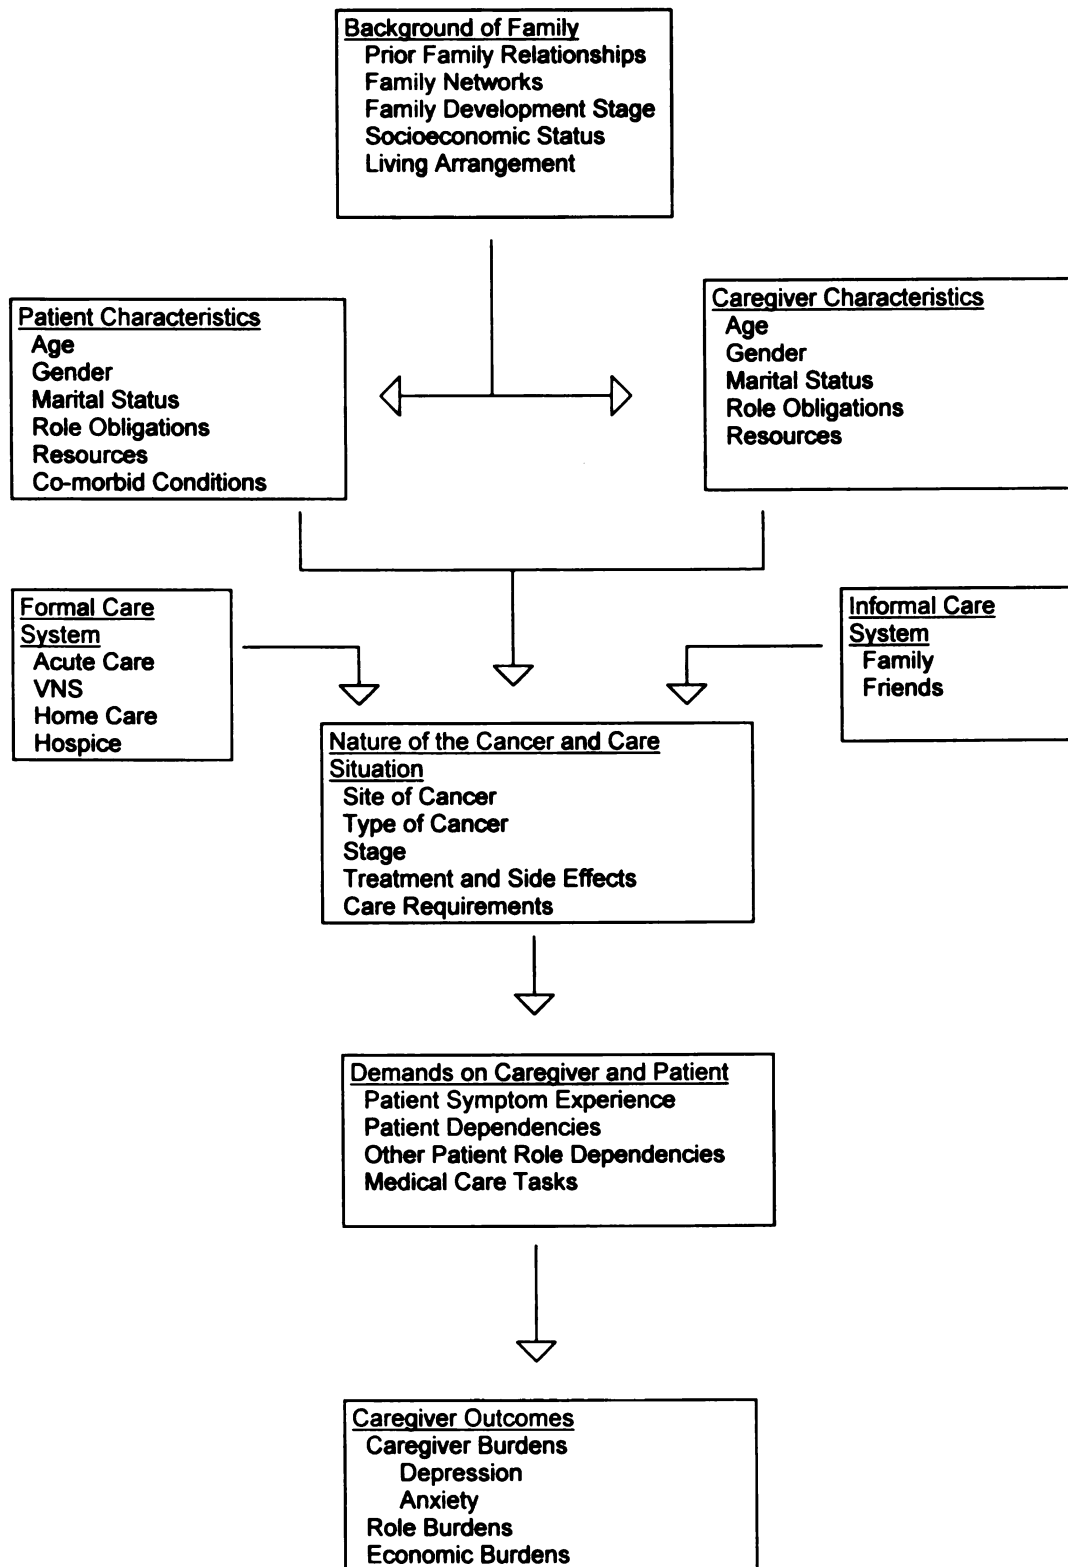 Background of Family
Prior Family Relationships
Family Networks
Family Development Stage
Socioeconomic Status
Living Arrangement
Patient Characteristics
Age
Gender
Marital Status
Role Obligations
Resources
Co-morbid Conditions
Caregiver Characteristics
Age
Gender
Marital Status
Role Obligations
Resources
Formal Care
System
Acute Care
VNS
Home Care
Hospice
Informal Care
System
Family
Friends
Nature of the Cancer and Care
Situation
Site of Cancer
Type of Cancer
Stage
Treatment and Side Effects
Care Requirements
Demands on Caregiver and Patient
Patient Symptom Experience
Patient Dependencies
Other Patient Role Dependencies
Medical Care Tasks
Caregiver Outcomes
Caregiver Burdens
Depression
Anxiety
Role Burdens
Economic Burdens